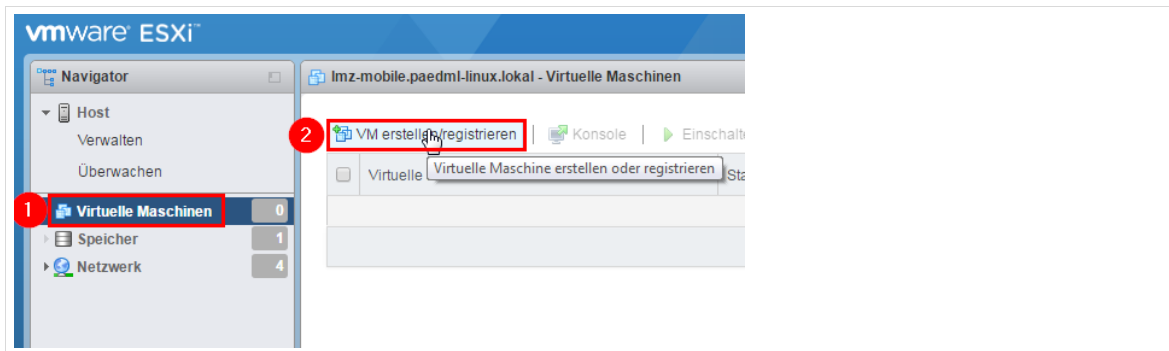 vmware ESXi™
Navigator
Host
Verwalten
Überwachen
1 Virtuelle Maschinen 0
Speicher 1
Netzwerk 4
lmz-mobile.paedml-linux.lokal - Virtuelle Maschinen
2 VM erstellen/registrieren Konsole Einschalte
Virtuelle Maschine erstellen oder registrieren
Virtuelle Sta